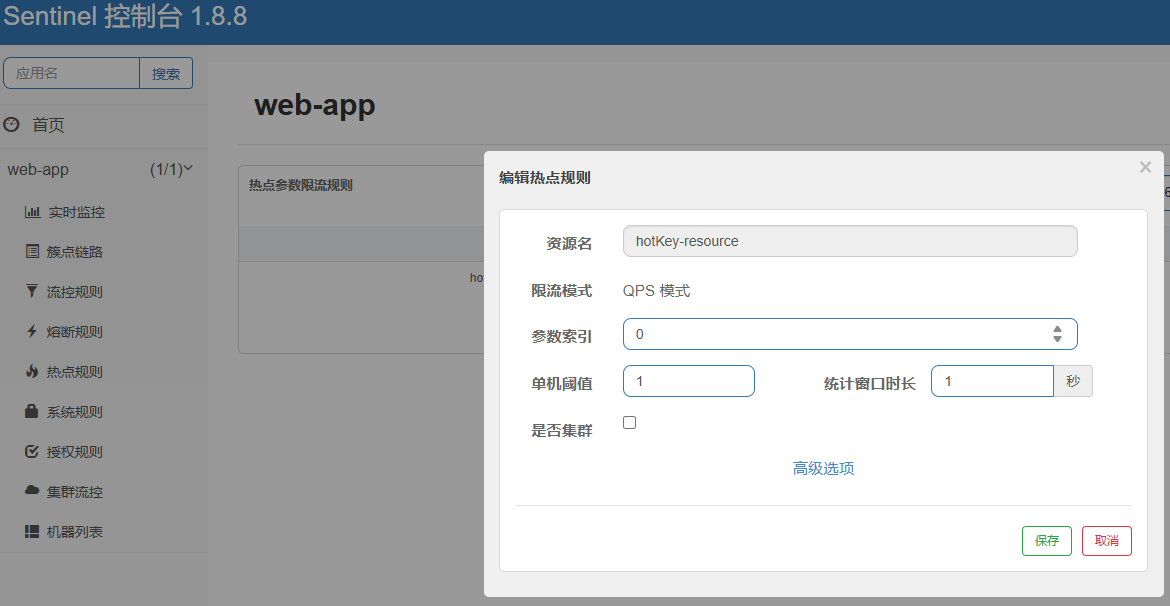 Sentinel 控制台 1.8.8
应用名 搜索
首页
web-app (1/1)
实时监控
簇点链路
流控规则
熔断规则
热点规则
系统规则
授权规则
集群流控
机器列表
web-app
热点参数限流规则
ho
6
编辑热点规则 ×
资源名 hotKey-resource
限流模式 QPS 模式
参数索引 0
单机阈值 1 统计窗口时长 1 秒
是否集群
高级选项
保存 取消